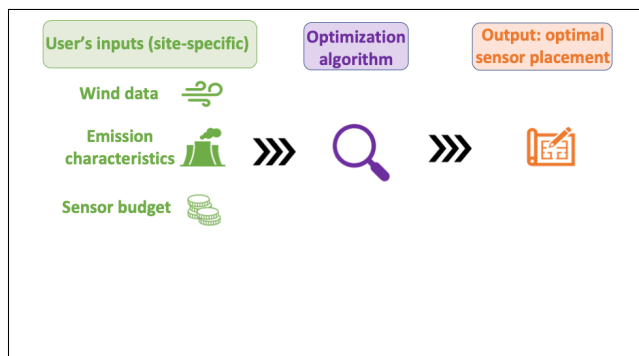 User's inputs (site-specific)
Wind data
Emission
characteristics
Sensor budget
Optimization
algorithm
Output: optimal
sensor placement